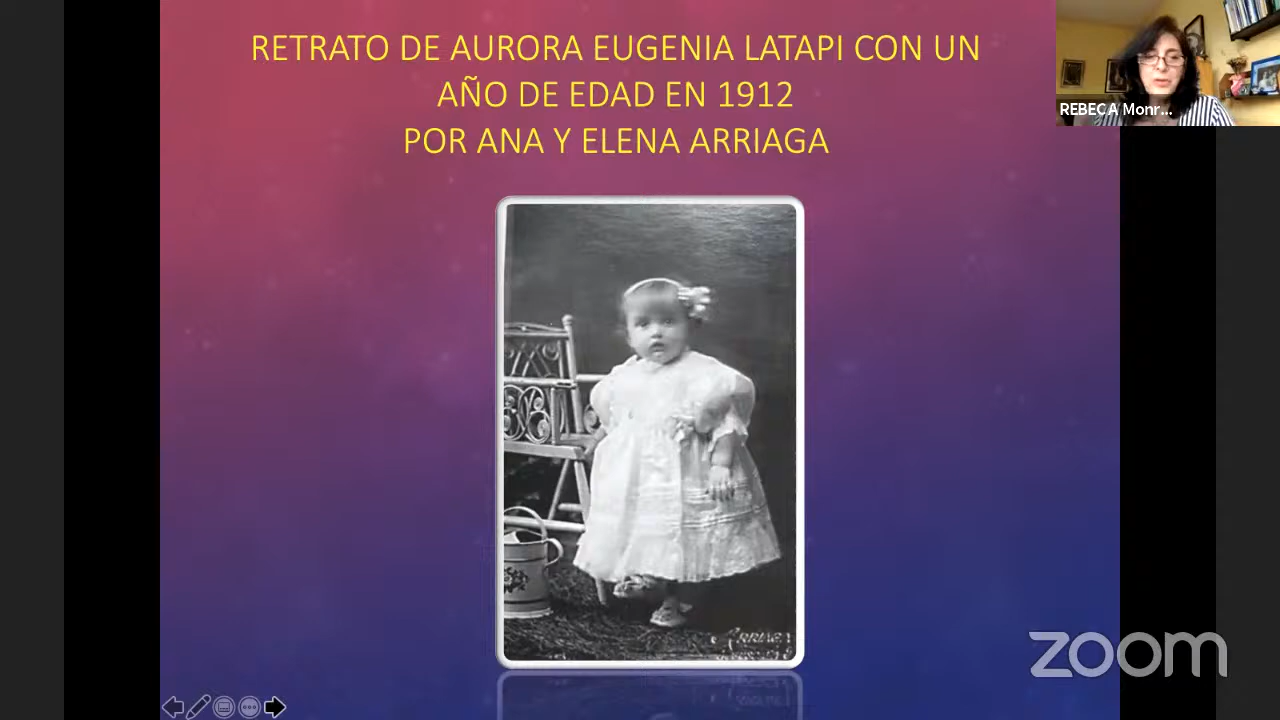 RETRATO DE AURORA EUGENIA LATAPI CON UN
AÑO DE EDAD EN 1912
POR ANA Y ELENA ARRIAGA
REBECA Monr...
zoom